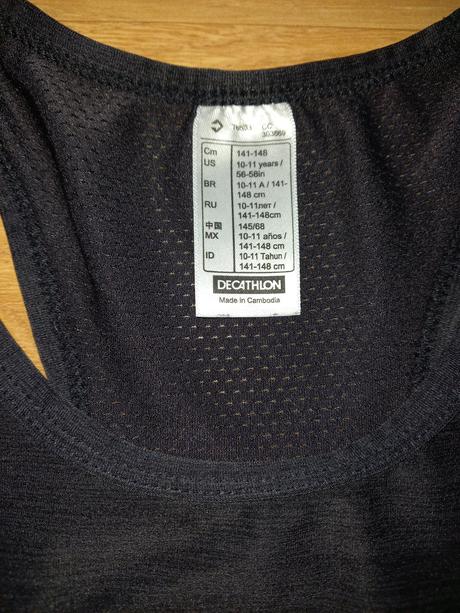 CC
303669
Cm 141-148
US 10-11 years /
56-58in
BR 10-11 A / 141-
148 cm
RU 10-11лет /
141-148cm
中国 145/68
MX 10-11 años /
141-148 cm
ID 10-11 Tahun /
141-148 cm
DECATHLON
Made in Cambodia